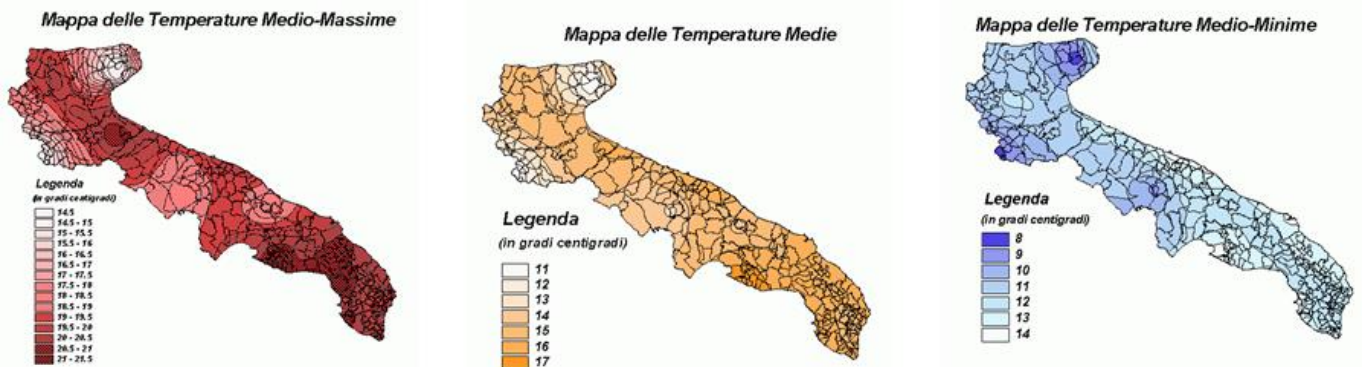 Mappa delle Temperature Medio-Massime
Legenda
(in gradi centigradi)
14.5
14.5 - 15
15 - 15.5
15.5 - 16
16 - 16.5
16.5 - 17
17 - 17.5
17.5 - 18
18 - 18.5
18.5 - 19
19 - 19.5
19.5 - 20
20 - 20.5
20.5 - 21
21 - 21.5
Mappa delle Temperature Medie
Legenda
(in gradi centigradi)
11
12
13
14
15
16
17
Mappa delle Temperature Medio-Minime
Legenda
(in gradi centigradi)
8
9
10
11
12
13
14